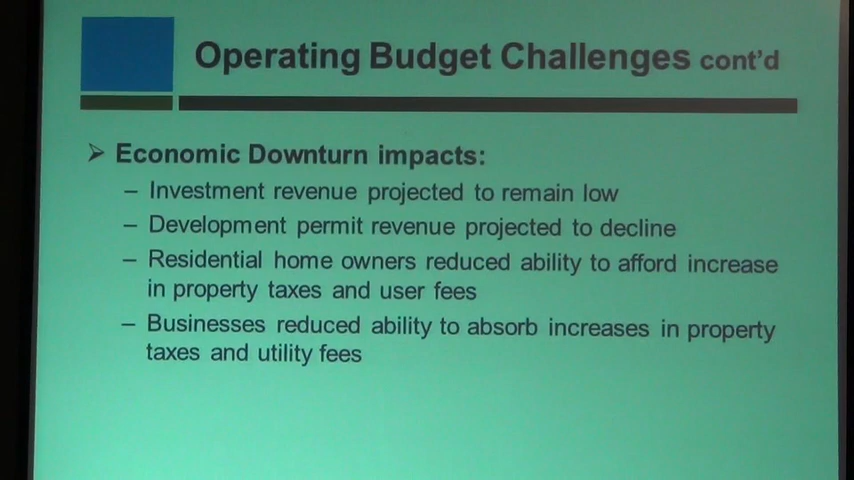 Operating Budget Challenges cont'd
➢ Economic Downturn impacts:
– Investment revenue projected to remain low
– Development permit revenue projected to decline
– Residential home owners reduced ability to afford increase
in property taxes and user fees
– Businesses reduced ability to absorb increases in property
taxes and utility fees